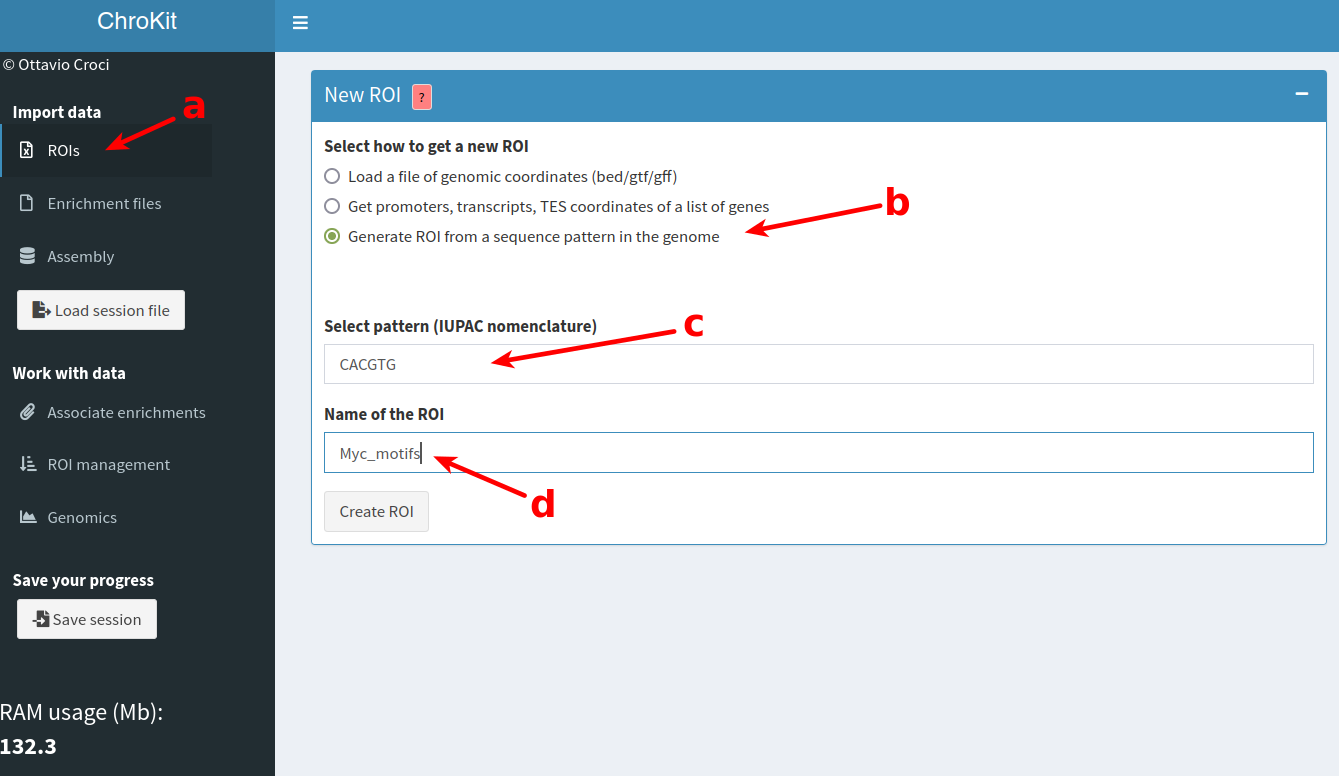 ChroKit
© Ottavio Croci
Import data
a
ROIs
Enrichment files
Assembly
Load session file
Work with data
Associate enrichments
ROI management
Genomics
Save your progress
Save session
RAM usage (Mb):
132.3
New ROI ?
Select how to get a new ROI
Load a file of genomic coordinates (bed/gtf/gff)
Get promoters, transcripts, TES coordinates of a list of genes
b
Generate ROI from a sequence pattern in the genome
Select pattern (IUPAC nomenclature)
c
CACGTG
Name of the ROI
Myc_motifs
d
Create ROI